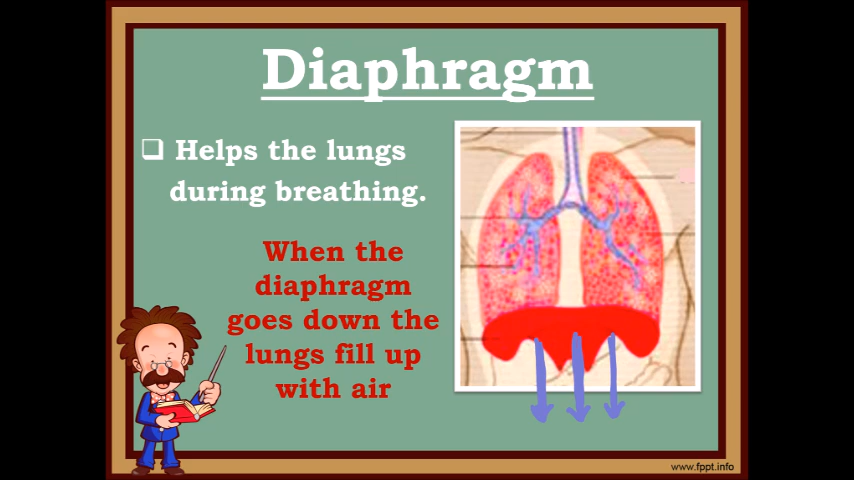 Diaphragm
❑ Helps the lungs
during breathing.
When the
diaphragm
goes down the
lungs fill up
with air
www.fppt.info